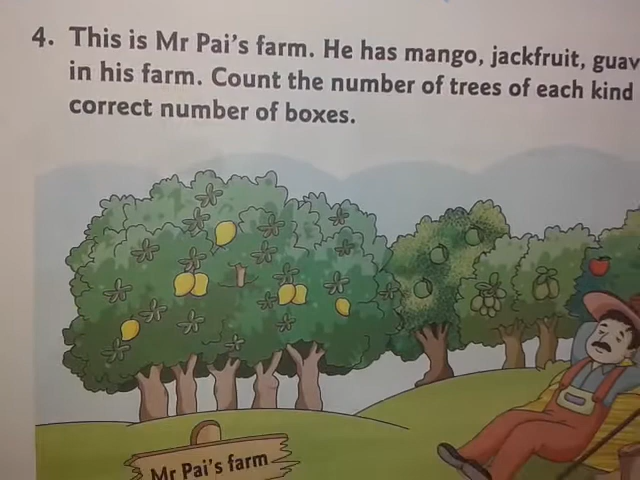 4. This is Mr Pai's farm. He has mango, jackfruit, guav
in his farm. Count the number of trees of each kind
correct number of boxes.
Mr Pai's farm